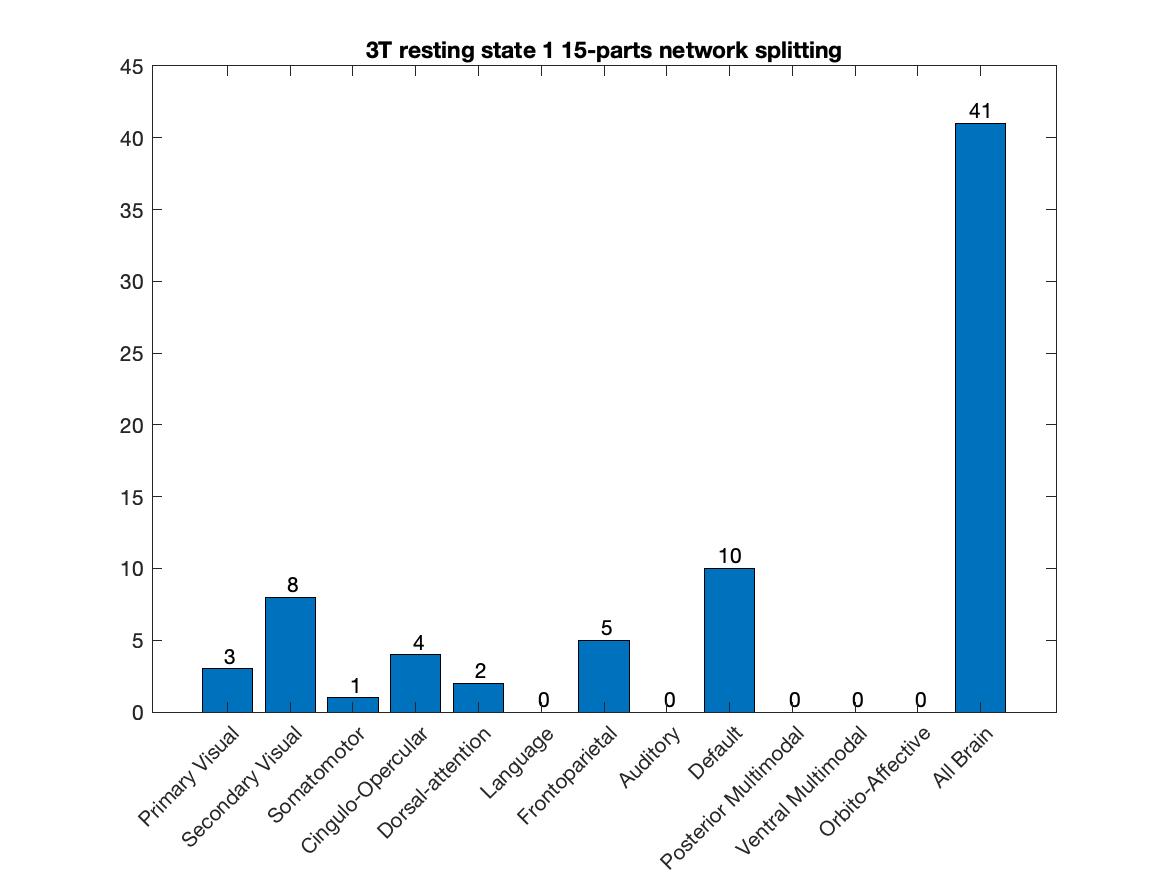 3T resting state 1 15-parts network splitting
45
40
35
30
25
20
15
10
5
0
3
8
1
4
2
0
5
0
10
0
0
0
41
Primary Visual
Secondary Visual
Somatomotor
Cingulo-Opercular
Dorsal-attention
Language
Frontoparietal
Auditory
Default
Posterior Multimodal
Ventral Multimodal
Orbito-Affective
All Brain